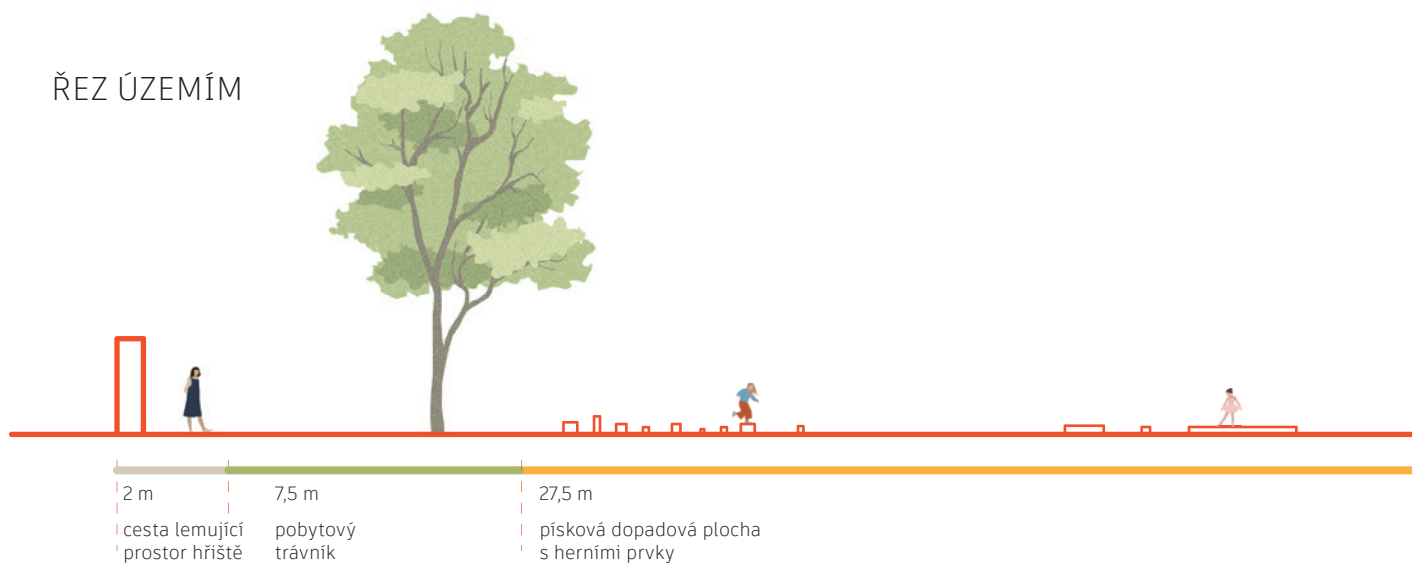 ŘEZ ÚZEMÍM
2 m
cesta lemující
prostor hřiště
7,5 m
pobytový
trávník
27,5 m
písková dopadová plocha
s herními prvky